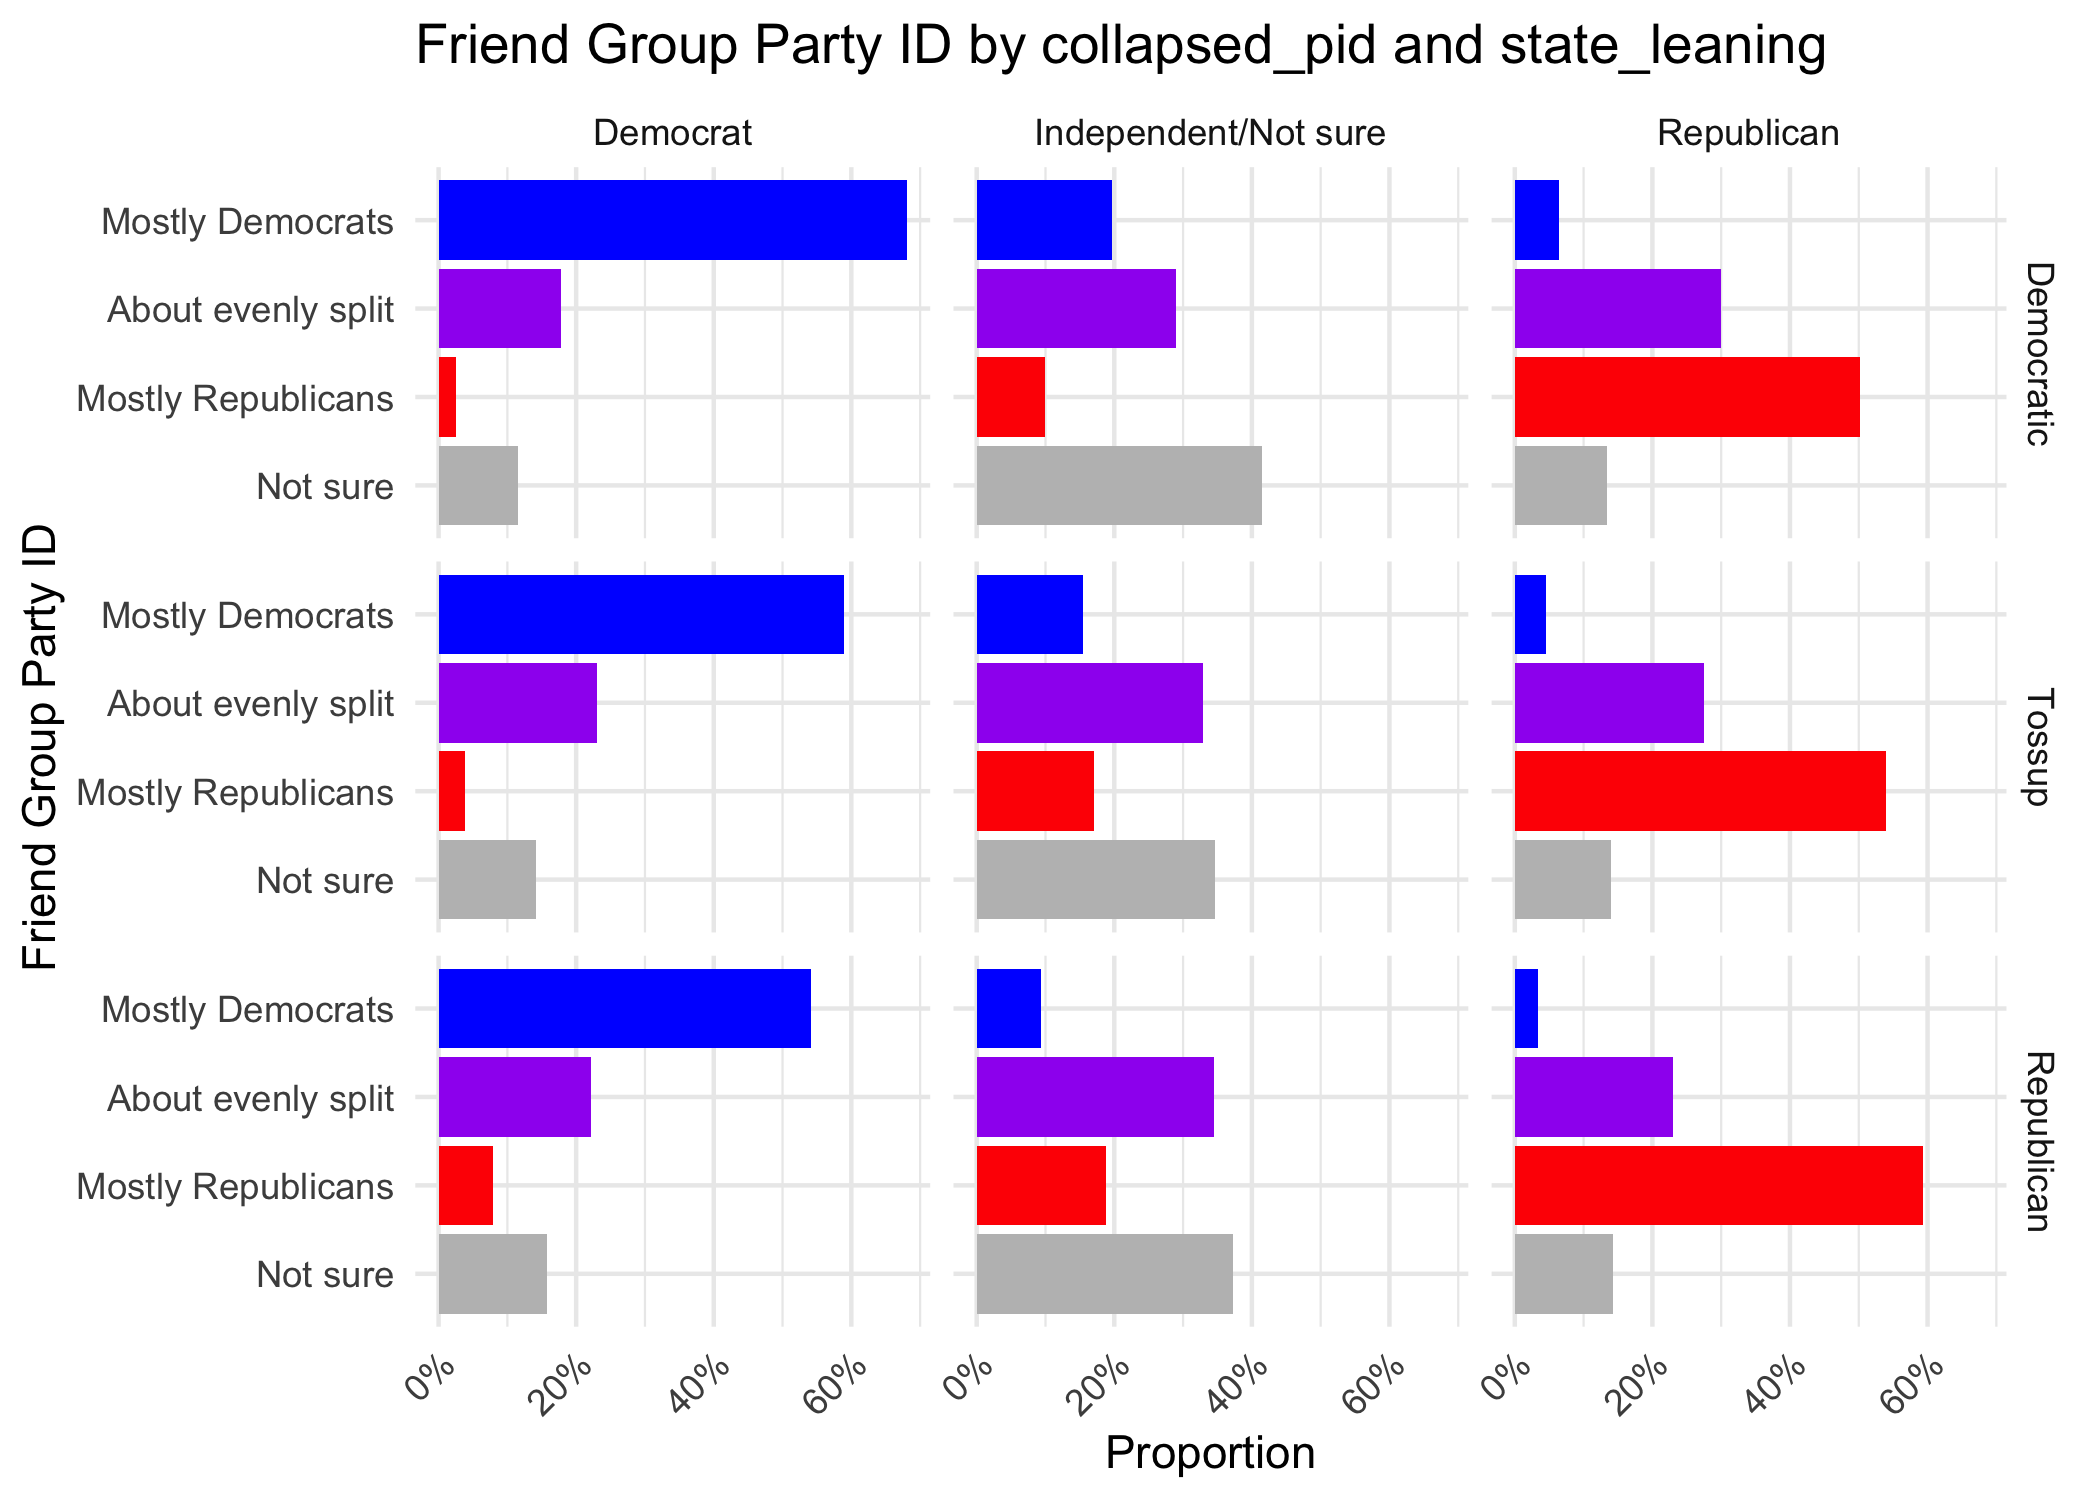 Friend Group Party ID by collapsed_pid and state_leaning
Democrat
Independent/Not sure
Republican
Friend Group Party ID
Mostly Democrats
About evenly split
Mostly Republicans
Not sure
Democratic
Mostly Democrats
About evenly split
Mostly Republicans
Not sure
Tossup
Mostly Democrats
About evenly split
Mostly Republicans
Not sure
Republican
0% 20% 40% 60% 0% 20% 40% 60% 0% 20% 40% 60%
Proportion